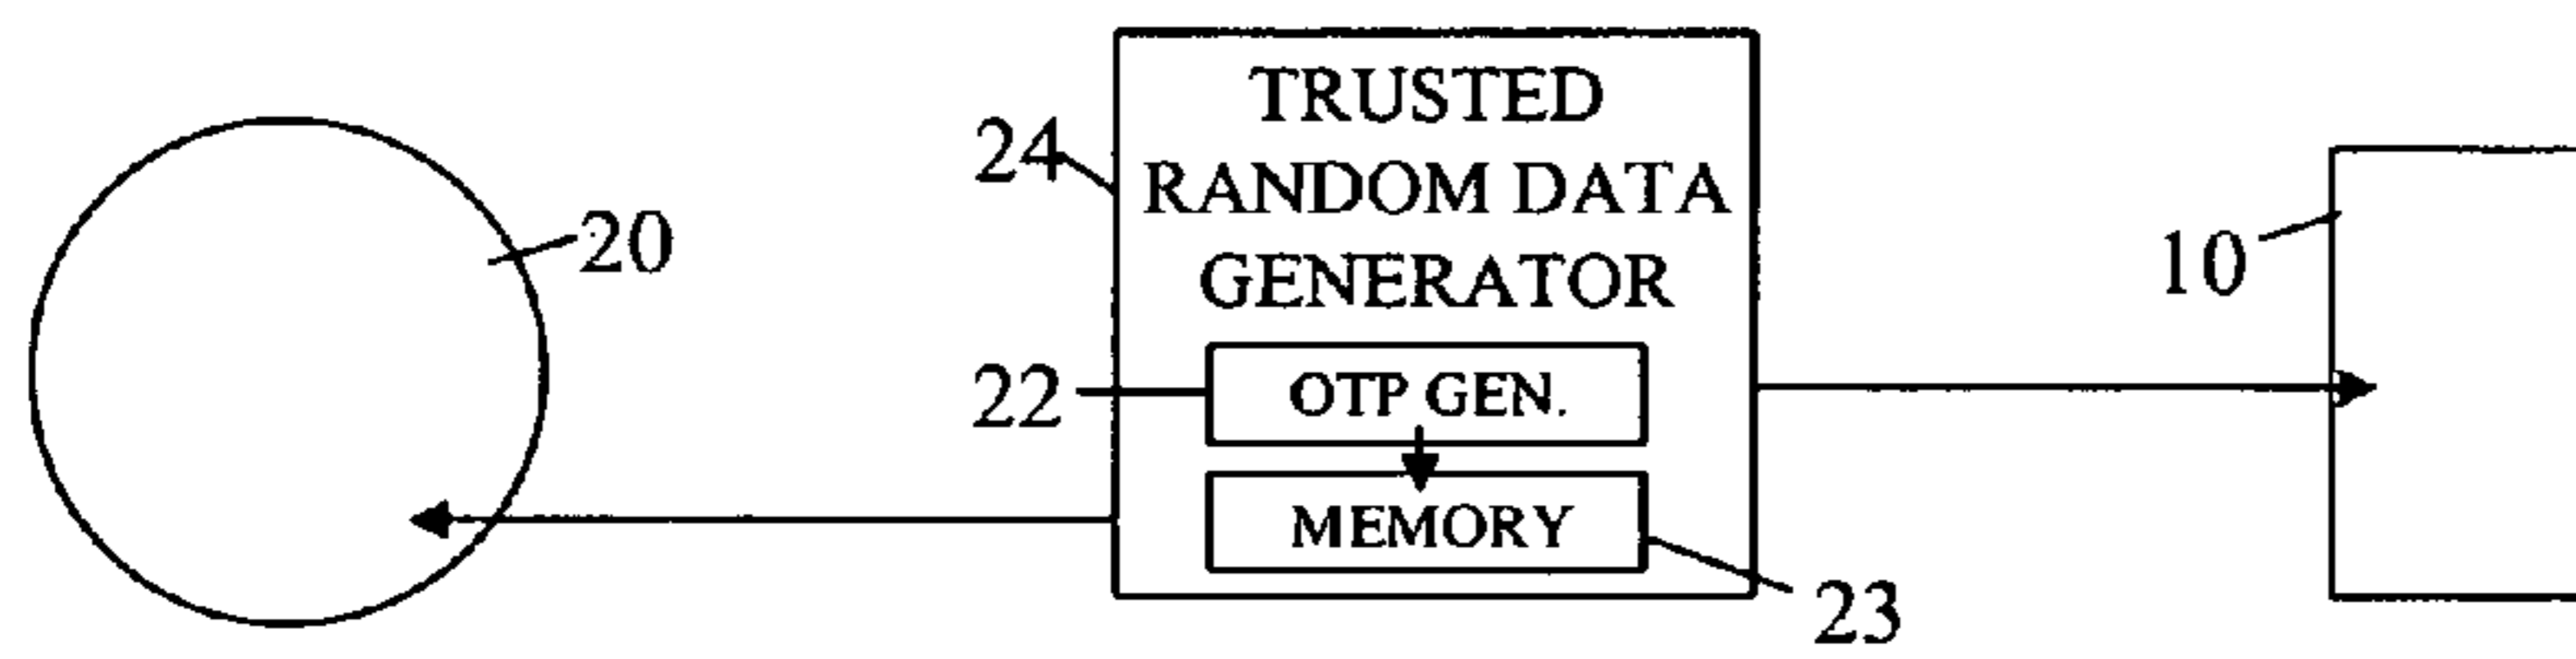 TRUSTED
RANDOM DATA
GENERATOR
24
20
10
22
OTP GEN.
MEMORY
23